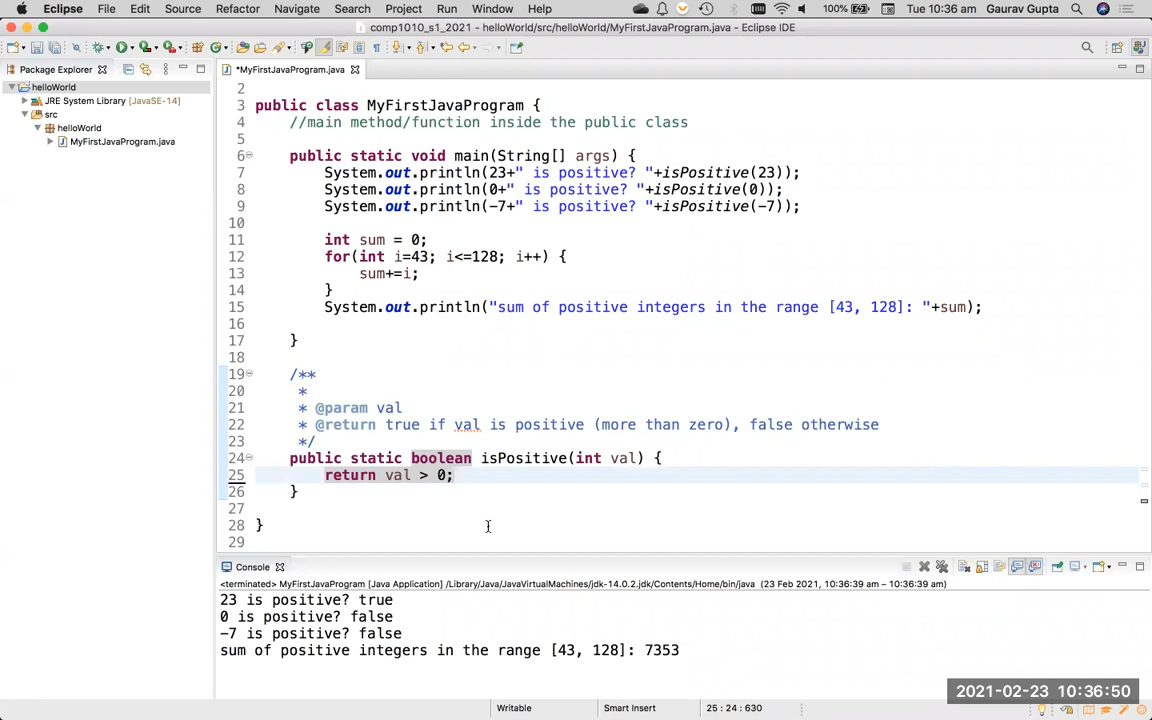 Eclipse File Edit Source Refactor Navigate Search Project Run Window Help 100% Tue 10:36 am Gaurav Gupta
comp1010_s1_2021 - helloWorld/src/helloWorld/MyFirstJavaProgram.java - Eclipse IDE
Package Explorer
helloWorld
JRE System Library [JavaSE-14]
src
helloWorld
MyFirstJavaProgram.java
*MyFirstJavaProgram.java
2
3 public class MyFirstJavaProgram {
4 //main method/function inside the public class
5
6 public static void main(String[] args) {
7 System.out.println(23+" is positive? "+isPositive(23));
8 System.out.println(0+" is positive? "+isPositive(0));
9 System.out.println(-7+" is positive? "+isPositive(-7));
10
11 int sum = 0;
12 for(int i=43; i<=128; i++) {
13 sum+=i;
14 }
15 System.out.println("sum of positive integers in the range [43, 128]: "+sum);
16
17 }
18
19 /**
20 *
21 * @param val
22 * @return true if val is positive (more than zero), false otherwise
23 */
24 public static boolean isPositive(int val) {
25 return val > 0;
26 }
27
28 }
29
Console
<terminated> MyFirstJavaProgram [Java Application] /Library/Java/JavaVirtualMachines/jdk-14.0.2.jdk/Contents/Home/bin/java (23 Feb 2021, 10:36:39 am – 10:36:39 am)
23 is positive? true
0 is positive? false
-7 is positive? false
sum of positive integers in the range [43, 128]: 7353
Writable Smart Insert 25 : 24 : 630
2021-02-23 10:36:50